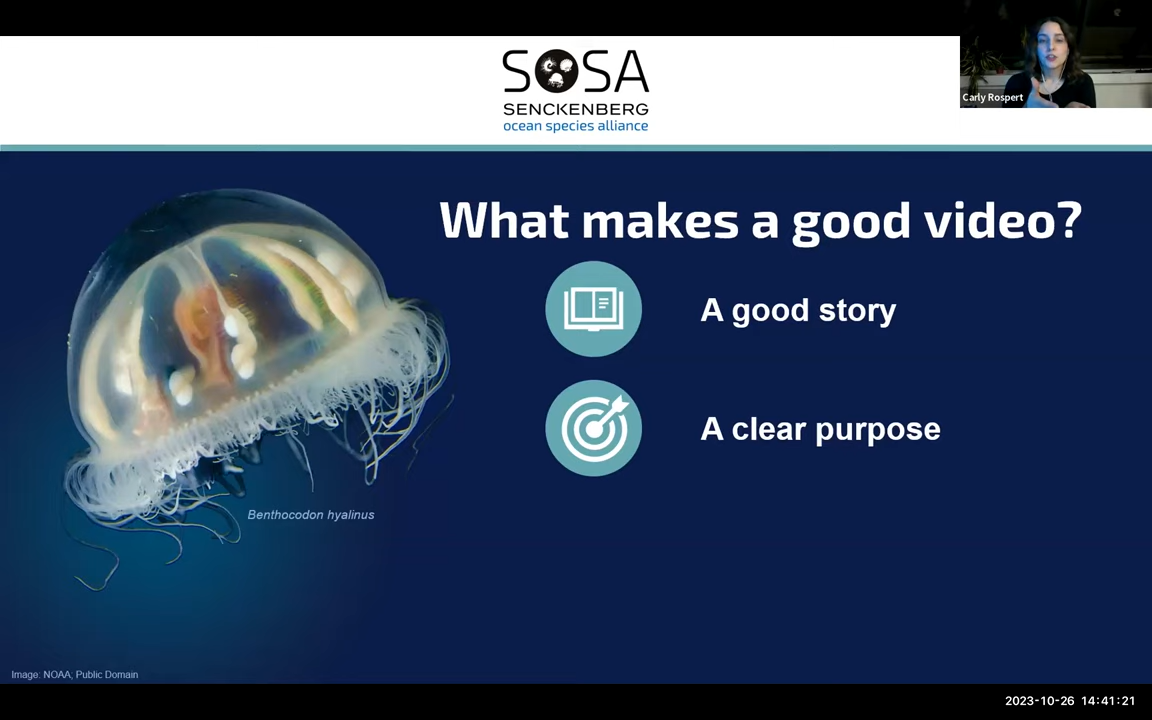 SOSA
SENCKENBERG
ocean species alliance
Carly Rospert
What makes a good video?
A good story
A clear purpose
Benthocodon hyalinus
Image: NOAA; Public Domain
2023-10-26 14:41:21